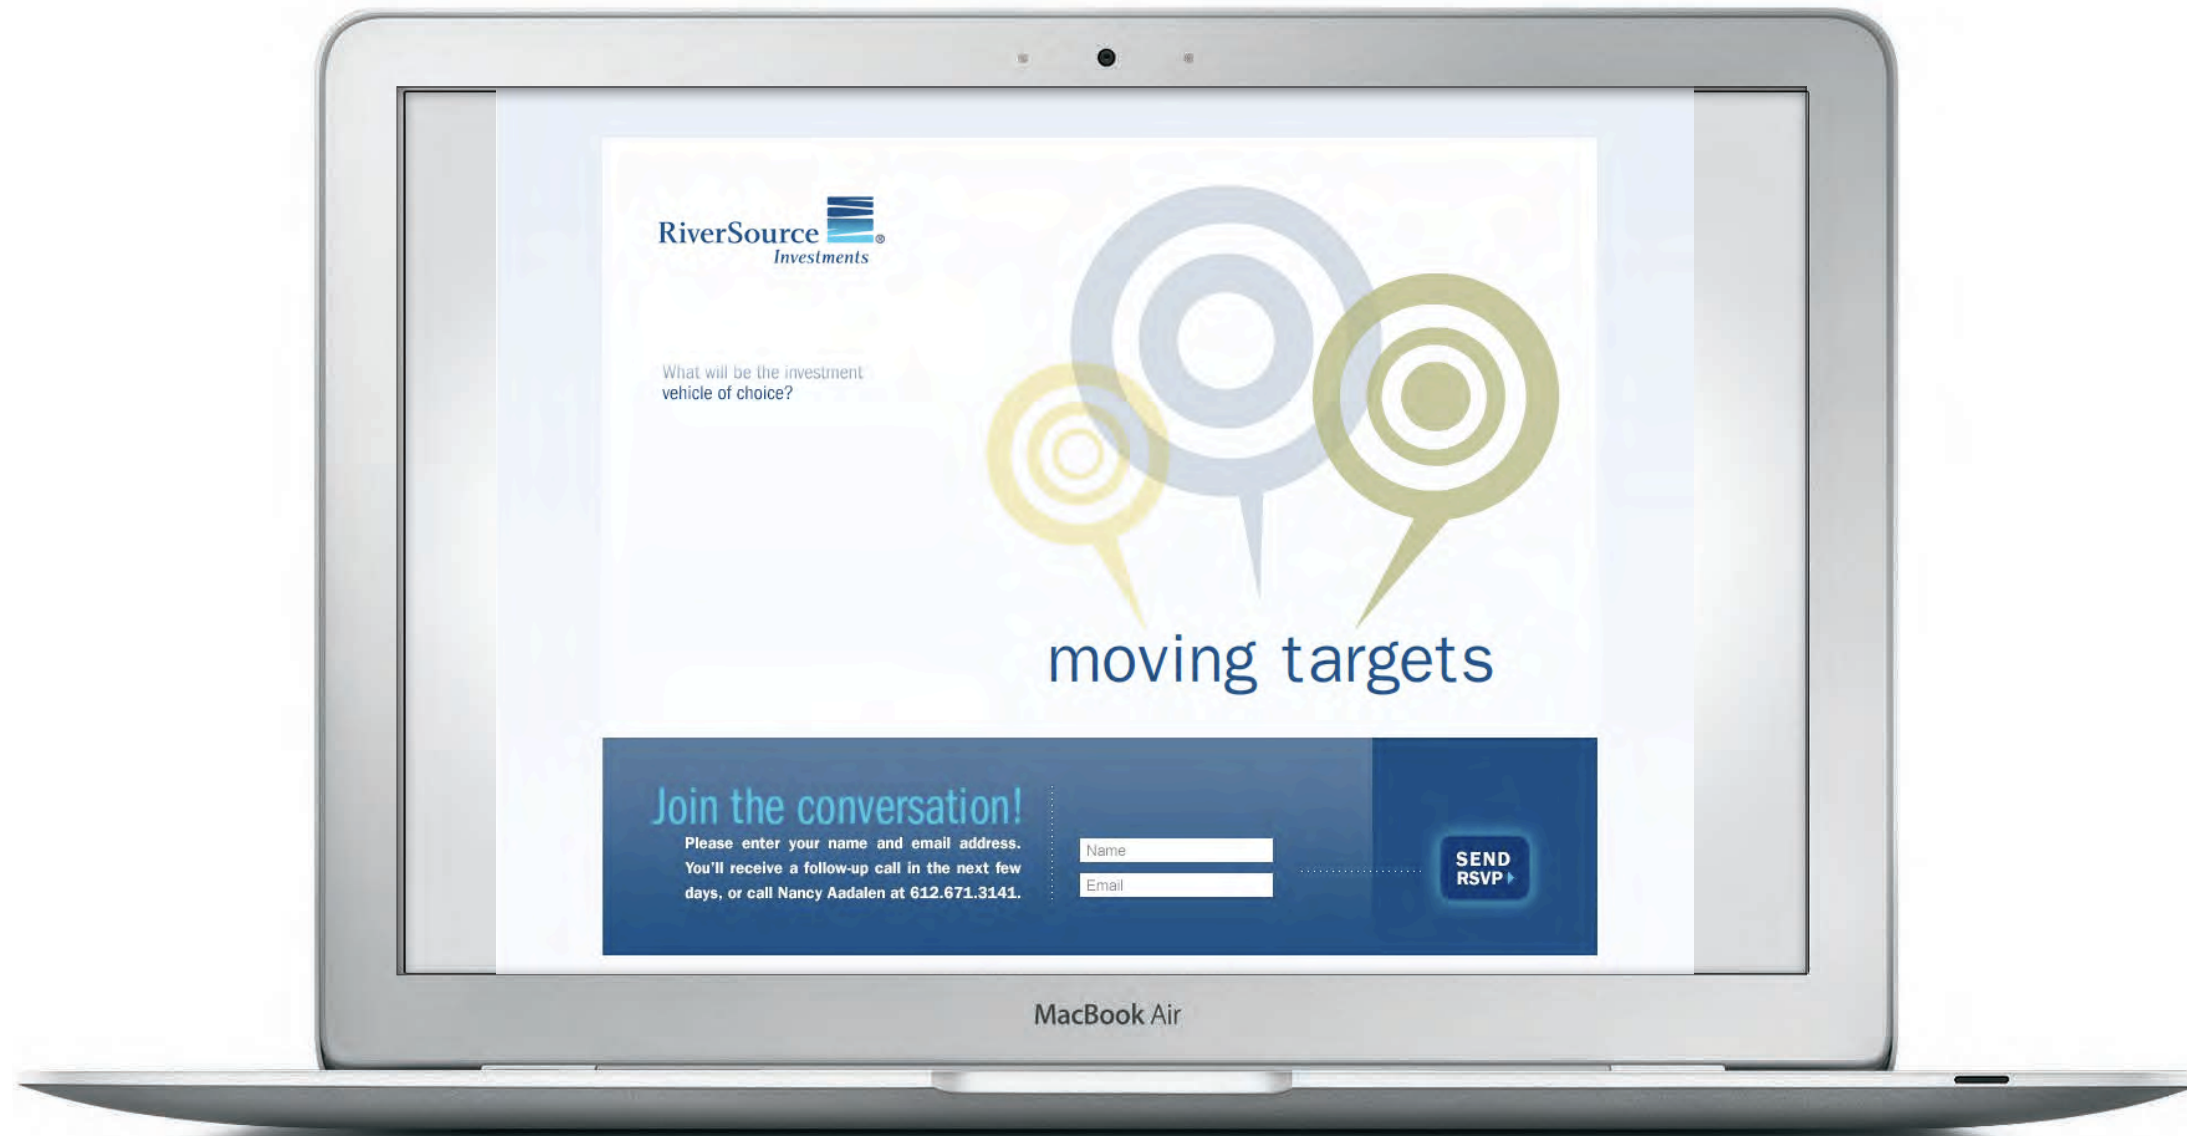 RiverSource
Investments
What will be the investment
vehicle of choice?
moving targets
Join the conversation!
Please enter your name and email address.
You'll receive a follow-up call in the next few
days, or call Nancy Aadalen at 612.671.3141.
Name
Email
SEND
RSVP
MacBook Air